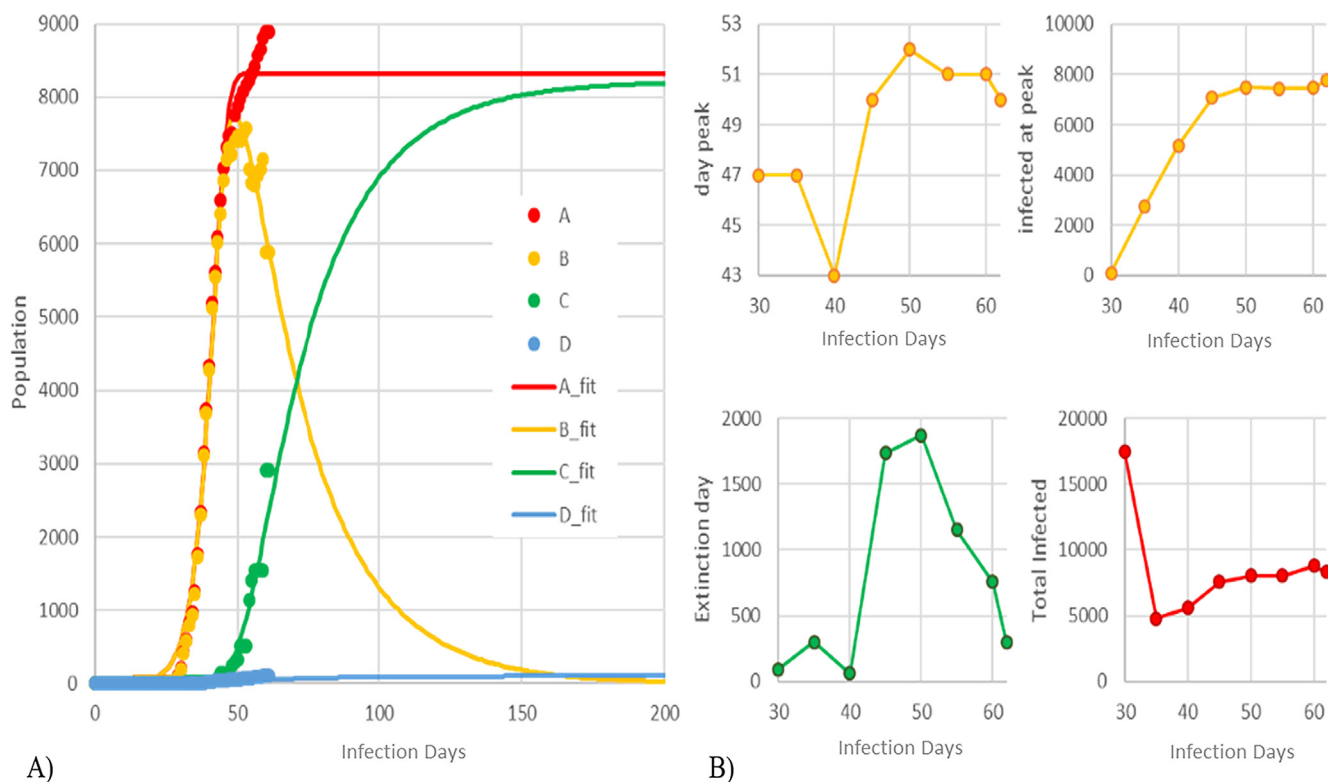 9000
8000
7000
6000
5000
4000
3000
2000
1000
0
Population
A
B
C
D
A_fit
B_fit
C_fit
D_fit
0 50 100 150 200
Infection Days
A)
53
51
49
47
45
43
day peak
30 40 50 60
Infection Days
10000
8000
6000
4000
2000
0
infected at peak
30 40 50 60
Infection Days
2000
1500
1000
500
0
Extinction day
30 40 50 60
Infection Days
20000
15000
10000
5000
0
Total Infected
30 40 50 60
Infection Days
B)